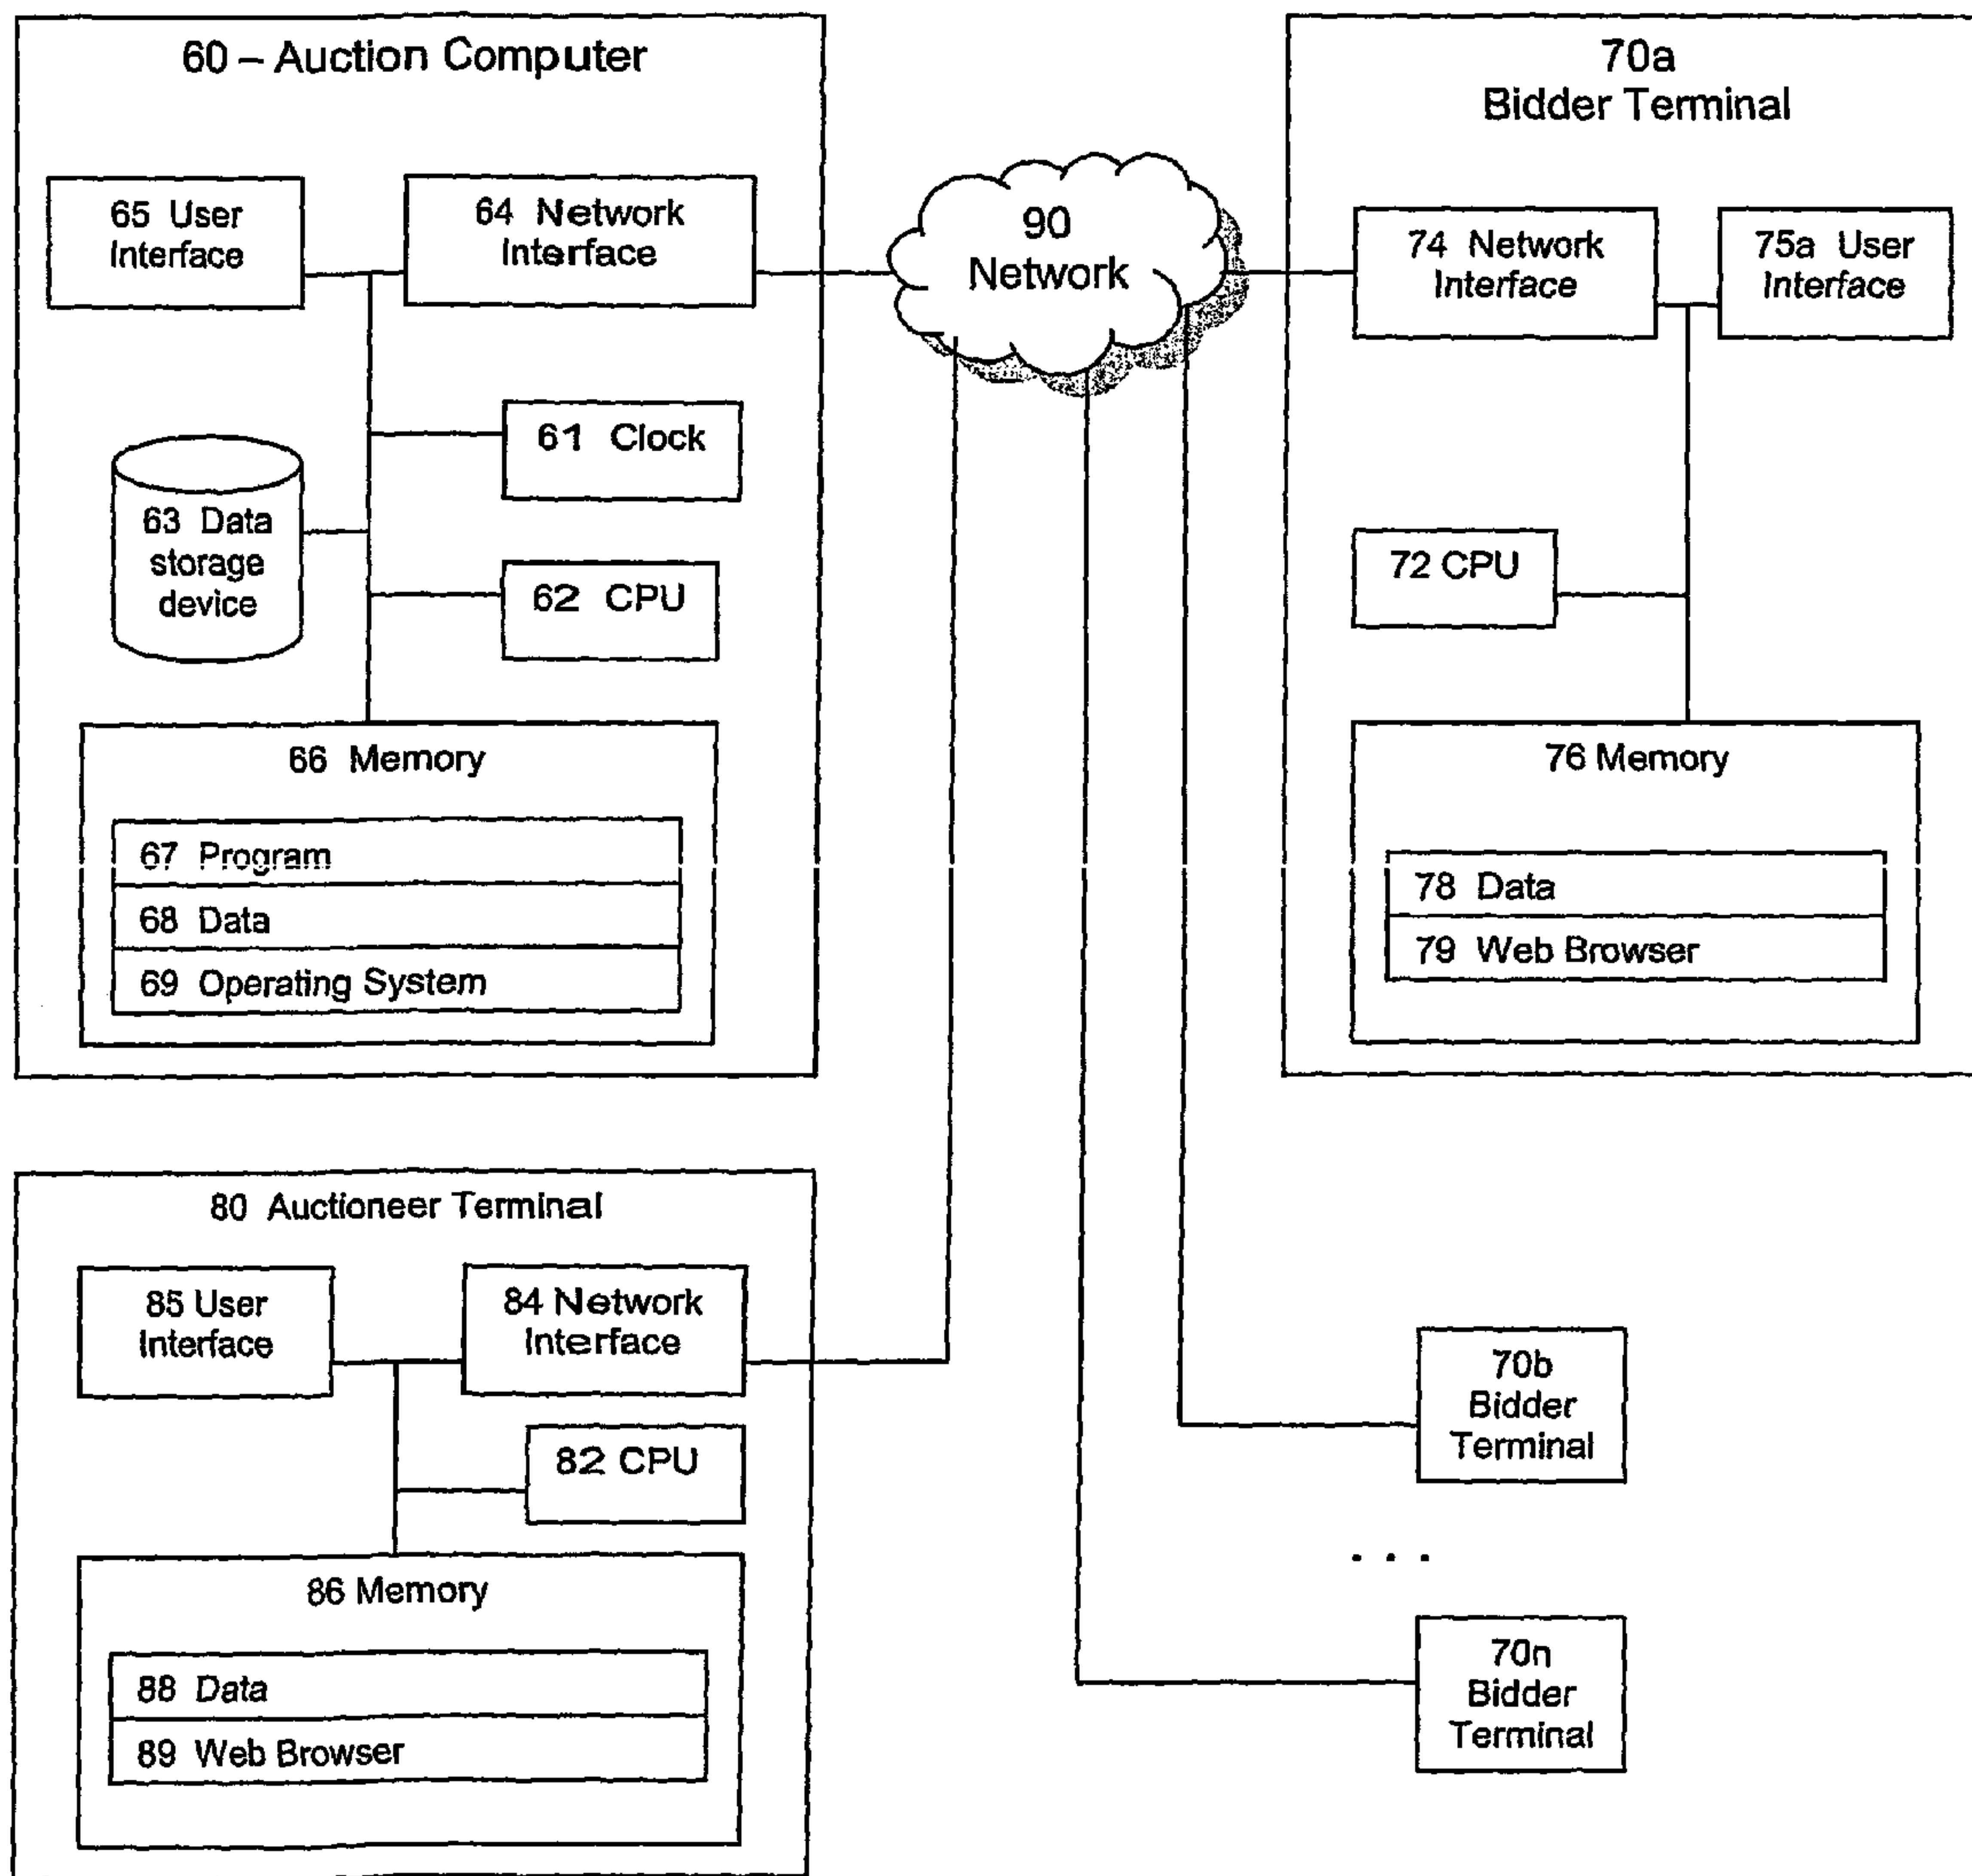 60 – Auction Computer
65 User
Interface
64 Network
Interface
61 Clock
63 Data
storage
device
62 CPU
66 Memory
67 Program
68 Data
69 Operating System
90
Network
70a
Bidder Terminal
74 Network
Interface
75a User
Interface
72 CPU
76 Memory
78 Data
79 Web Browser
80 Auctioneer Terminal
85 User
Interface
84 Network
Interface
82 CPU
86 Memory
88 Data
89 Web Browser
70b
Bidder
Terminal
. . .
70n
Bidder
Terminal